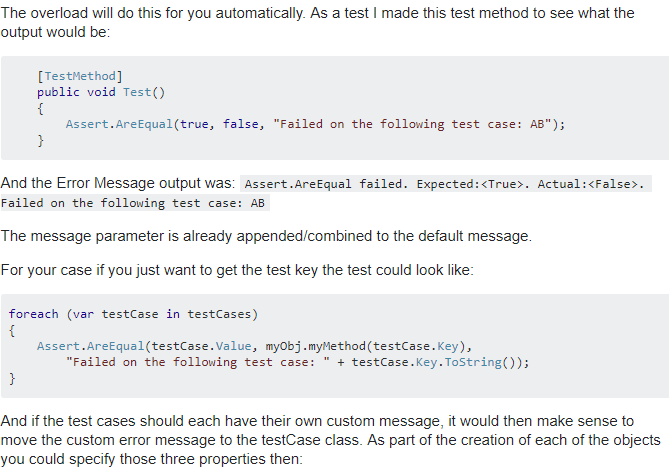 The overload will do this for you automatically. As a test I made this test method to see what the
output would be:
[TestMethod]
public void Test()
{
Assert.AreEqual(true, false, "Failed on the following test case: AB");
}
And the Error Message output was: Assert.AreEqual failed. Expected:<True>. Actual:<False>.
Failed on the following test case: AB
The message parameter is already appended/combined to the default message.
For your case if you just want to get the test key the test could look like:
foreach (var testCase in testCases)
{
Assert.AreEqual(testCase.Value, myObj.myMethod(testCase.Key),
"Failed on the following test case: " + testCase.Key.ToString());
}
And if the test cases should each have their own custom message, it would then make sense to
move the custom error message to the testCase class. As part of the creation of each of the objects
you could specify those three properties then: